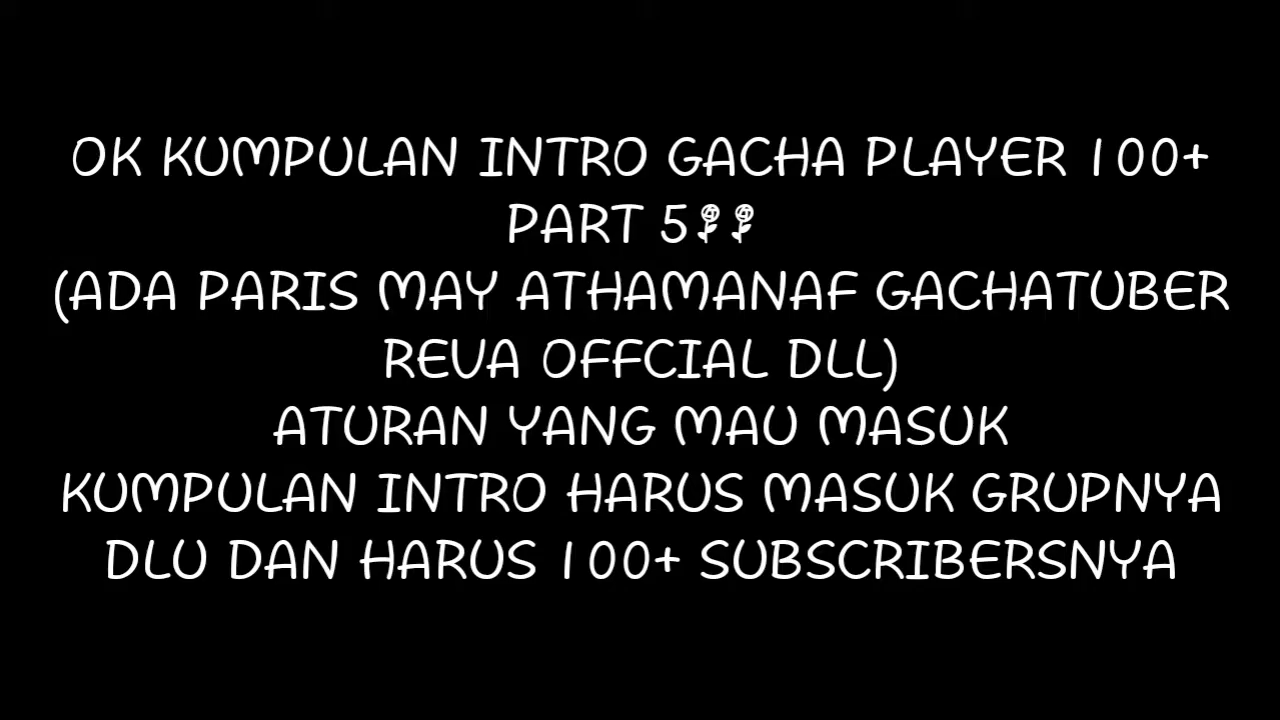 OK KUMPULAN INTRO GACHA PLAYER 100+
PART 5
(ADA PARIS MAY ATHAMANAF GACHATUBER
REVA OFFCIAL DLL)
ATURAN YANG MAU MASUK
KUMPULAN INTRO HARUS MASUK GRUPNYA
DLU DAN HARUS 100+ SUBSCRIBERSNYA